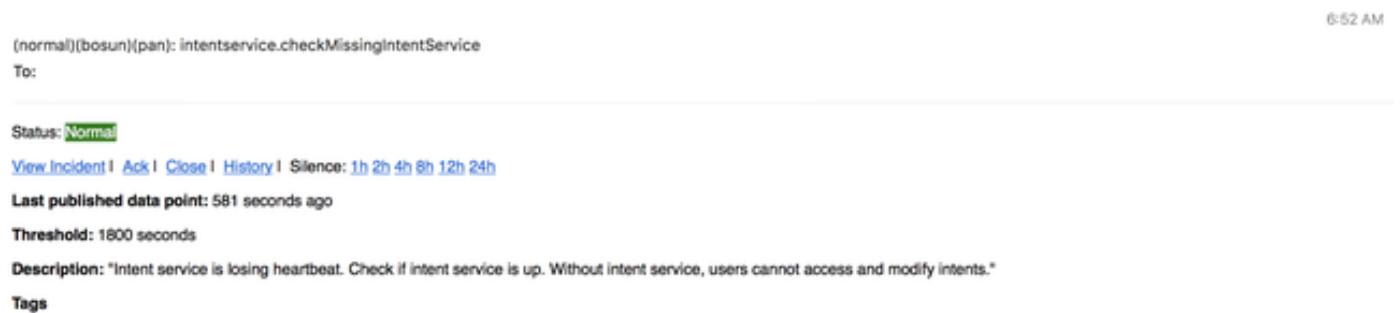 6:52 AM
(normal)(bosun)(pan): intentservice.checkMissingIntentService
To:
Status: Normal
View Incident | Ack | Close | History | Silence: 1h 2h 4h 8h 12h 24h
Last published data point: 581 seconds ago
Threshold: 1800 seconds
Description: "Intent service is losing heartbeat. Check if intent service is up. Without intent service, users cannot access and modify intents."
Tags